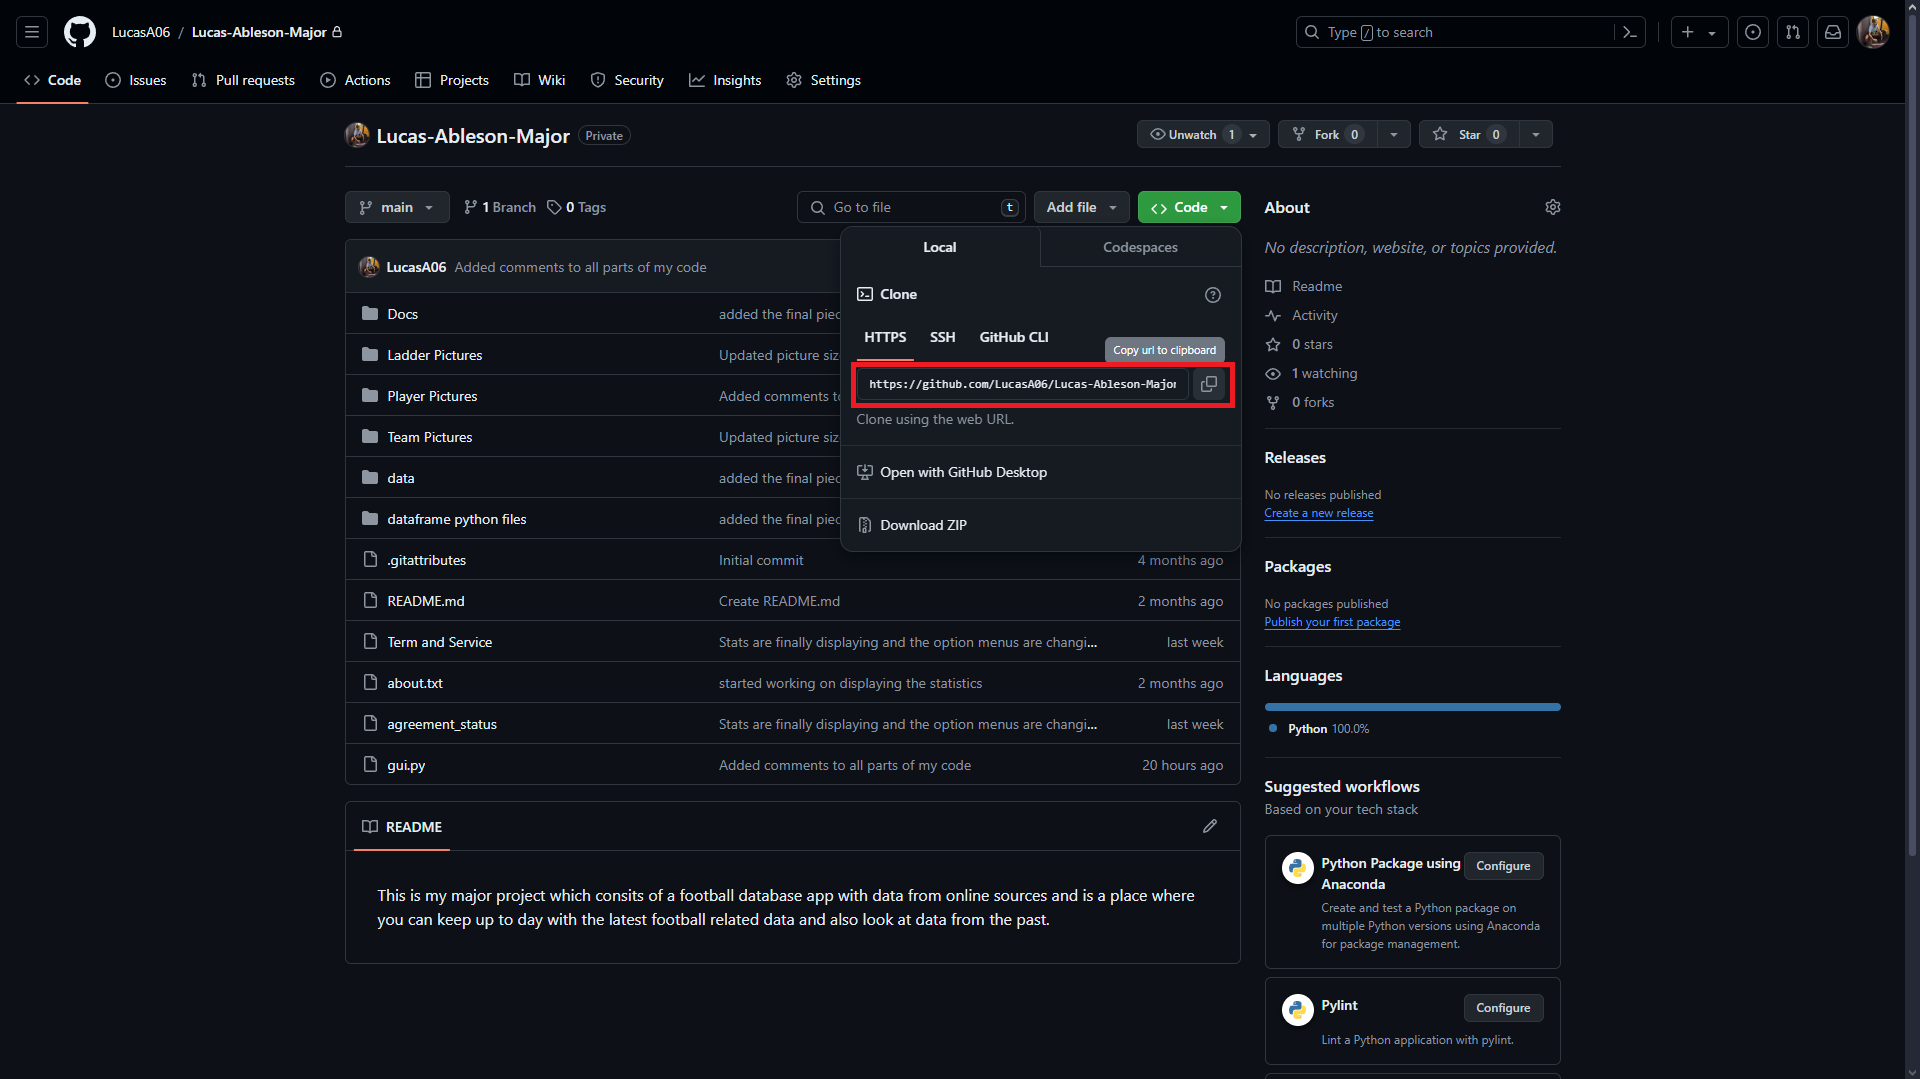 LucasA06 / Lucas-Ableson-Major
Type / to search
Code Issues Pull requests Actions Projects Wiki Security Insights Settings
Lucas-Ableson-Major Private
Unwatch 1 Fork 0 Star 0
main 1 Branch 0 Tags
Go to file t Add file Code
LucasA06 Added comments to all parts of my code
Docs added the final piec
Ladder Pictures Updated picture siz
Player Pictures Added comments to
Team Pictures Updated picture siz
data added the final piec
dataframe python files added the final piec
.gitattributes Initial commit 4 months ago
README.md Create README.md 2 months ago
Term and Service Stats are finally displaying and the option menus are changi... last week
about.txt started working on displaying the statistics 2 months ago
agreement_status Stats are finally displaying and the option menus are changi... last week
gui.py Added comments to all parts of my code 20 hours ago
Local Codespaces
Clone
HTTPS SSH GitHub CLI
Copy url to clipboard
https://github.com/LucasA06/Lucas-Ableson-Major
Clone using the web URL.
Open with GitHub Desktop
Download ZIP
README
This is my major project which consits of a football database app with data from online sources and is a place where
you can keep up to day with the latest football related data and also look at data from the past.
About
No description, website, or topics provided.
Readme
Activity
0 stars
1 watching
0 forks
Releases
No releases published
Create a new release
Packages
No packages published
Publish your first package
Languages
Python 100.0%
Suggested workflows
Based on your tech stack
Python Package using
Anaconda
Configure
Create and test a Python package on
multiple Python versions using Anaconda
for package management.
Pylint
Configure
Lint a Python application with pylint.